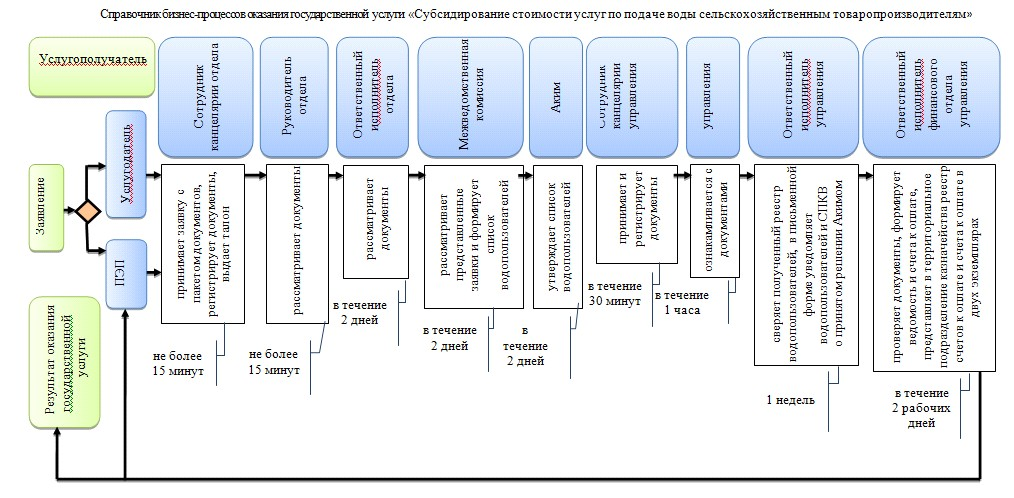 Справочник бизнес-процессов оказания государственной услуги «Субсидирование стоимости услуг по подаче воды сельскохозяйственным товаропроизводителям»
Услугополучатель
Сотрудник
канцелярии отдела
Руководитель
отдела
Ответственный
исполнитель
отдела
Межведомственная
комиссия
Аким
Сотрудник
канцелярии
управления
управления
Ответственный
исполнитель
управления
Ответственный
исполнитель
финансового
отдела
управления
Заявление
Услугодатель
ПЭП
принимает заявку с
пакетом документов,
регистрирует документы,
выдает талон
рассматривает документы
рассматривает
документы
рассматривает
представленные
заявки и формирует
список
водопользователей
утверждает список
водопользователей
принимает и
регистрирует
документы
ознакамливается с
документами
сверяет полученный реестр
водопользователей, в письменной
форме уведомляет
водопользователей и СПКВ
о принятом решении Акимом
проверяет документы, формирует
ведомости и счета к оплате,
представляет в территориальное
подразделение казначейства реестр
счетов к оплате и счета к оплате в
двух экземплярах
не более
15 минут
не более
15 минут
в течение
2 дней
в течение
2 дней
в
течение
2 дней
в течение
30 минут
в течение
1 часа
1 недель
в течение
2 рабочих
дней
Результат оказания
государственной
услуги